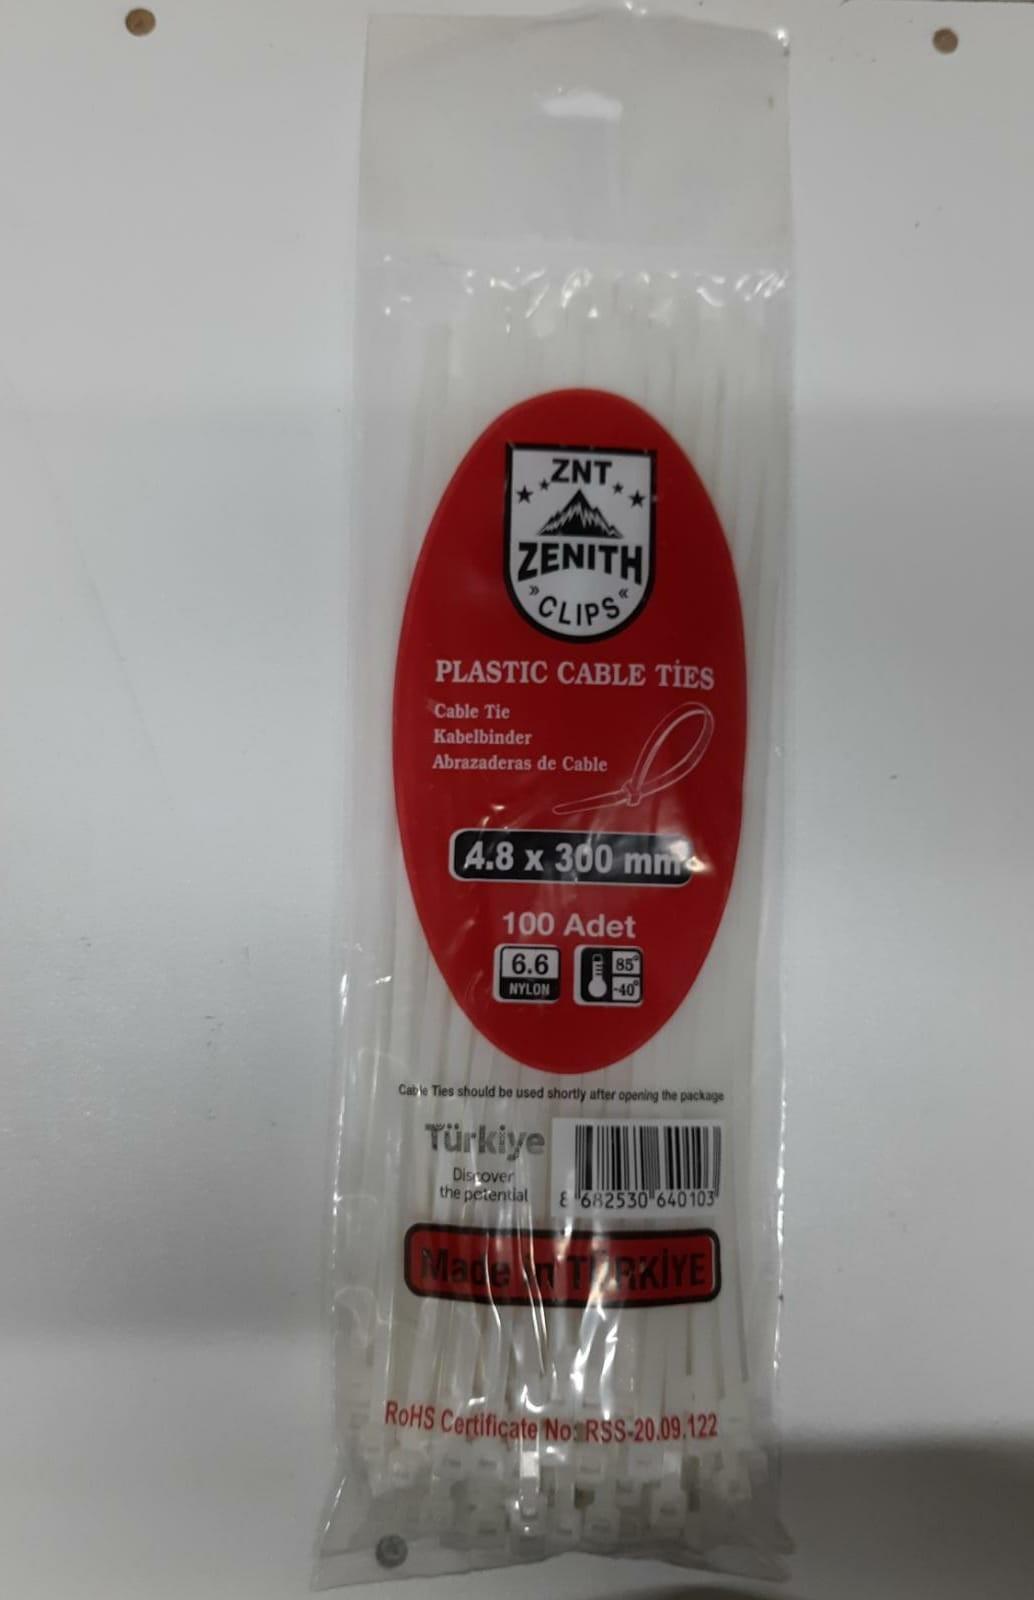 ZNT
ZENITH
» CLIPS «
PLASTIC CABLE TİES
Cable Tie
Kabelbinder
Abrazaderas de Cable
4.8 x 300 mm
100 Adet
6.6
NYLON
85°
-40°
Cable Ties should be used shortly after opening the package
Türkiye
Discover
the potential
8 682530 640103
Made in TÜRKİYE
RoHS Certificate No: RSS-20.09.122